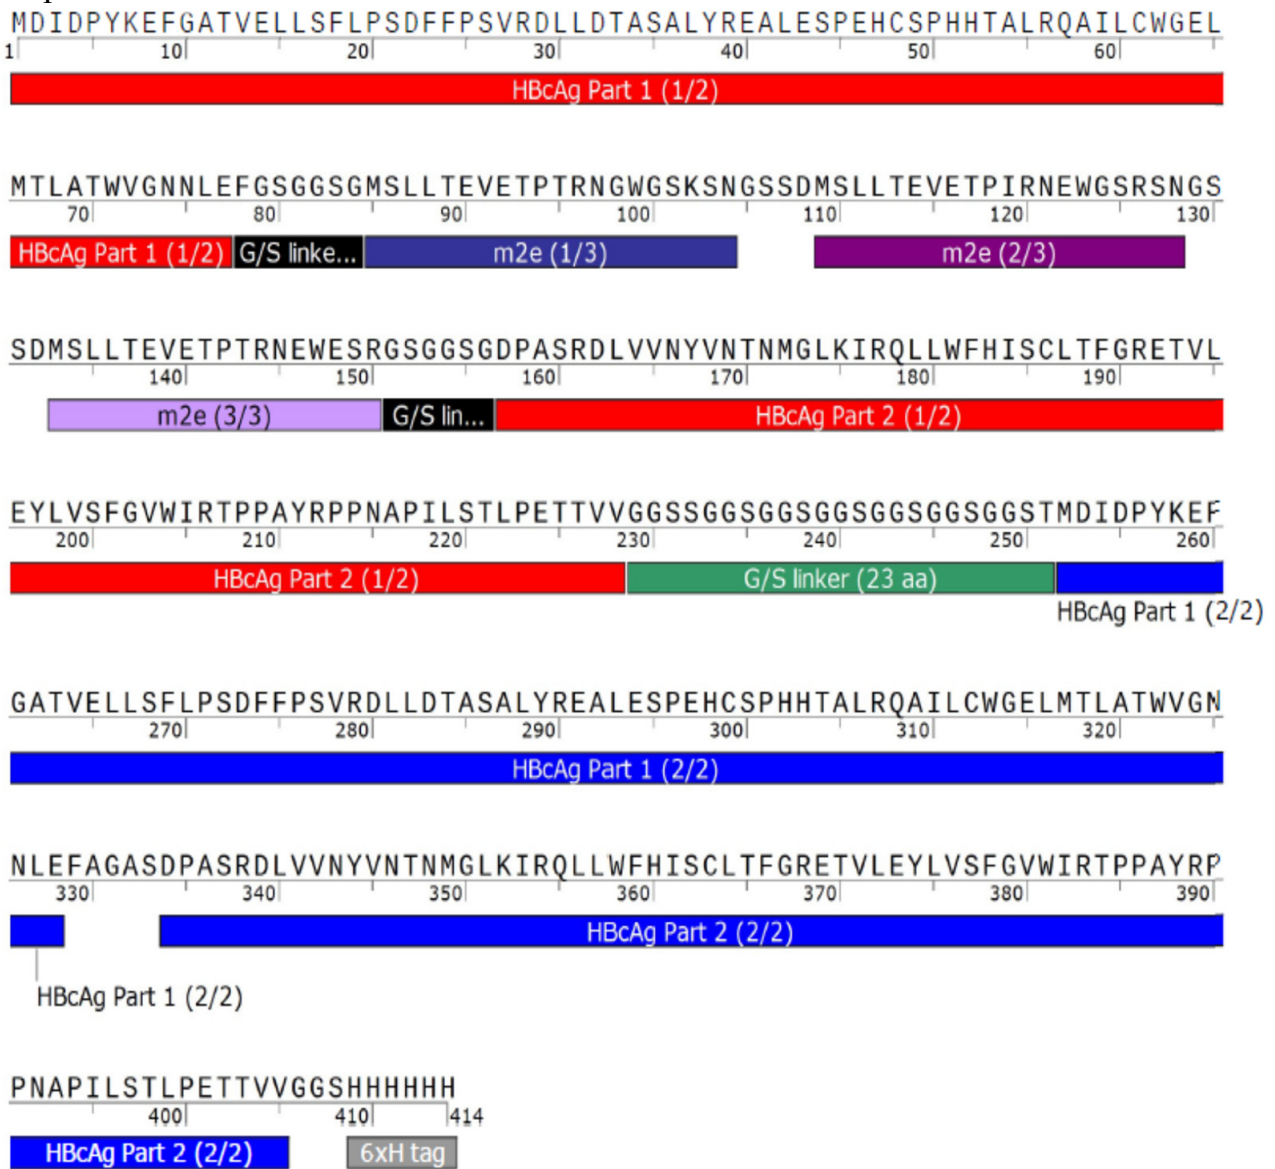 MDIDPYKEFGATVELLSFLPSDFFPSVRDLLDTASALYREALESPEHCSPHHTALRQAILCWGEL
1 10 20 30 40 50 60
HBcAg Part 1 (1/2)
MTLATWVGNNLEFGSGGSGMSLLTEVETPTRNGWGSKSNGSSDMSLLTEVETPIRNEWGSRSNGS
70 80 90 100 110 120 130
HBcAg Part 1 (1/2) G/S linke... m2e (1/3) m2e (2/3)
SDMSLLTEVETPTRNEWESRGSGGSGDPASRDLVVNYVNTNMGLKIRQLLWFHISCLTFGRETVL
140 150 160 170 180 190
m2e (3/3) G/S lin... HBcAg Part 2 (1/2)
EYLVSFGVWIRTPPAYRPPNAPILSTLPETTVVGGSSGGSGGSGGSGGSGGSGGSTMDIDPYKEF
200 210 220 230 240 250 260
HBcAg Part 2 (1/2) G/S linker (23 aa)
HBcAg Part 1 (2/2)
GATVELLSFLPSDFFPSVRDLLDTASALYREALESPEHCSPHHTALRQAILCWGELMTLATWVGN
270 280 290 300 310 320
HBcAg Part 1 (2/2)
NLEFAGASDPASRDLVVNYVNTNMGLKIRQLLWFHISCLTFGRETVLEYLVSFGVWIRTPPAYRP
330 340 350 360 370 380 390
HBcAg Part 2 (2/2)
HBcAg Part 1 (2/2)
PNAPILSTLPETTVVGGSHHHHHH
400 410 414
HBcAg Part 2 (2/2) 6xH tag